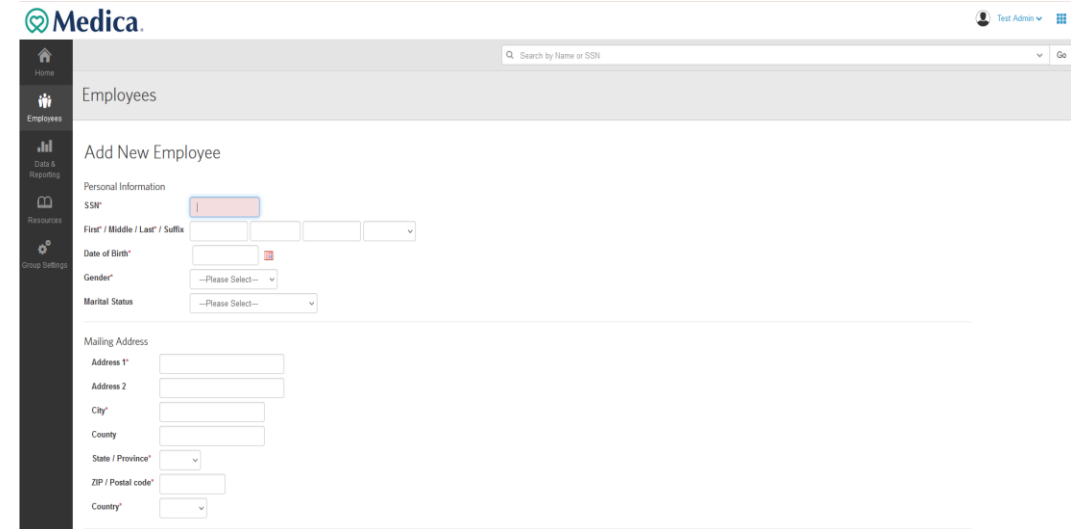 Medica.
Test Admin
Home
Search by Name or SSN
Go
Employees
Employees
Data & Reporting
Resources
Group Settings
Add New Employee
Personal Information
SSN*
First* / Middle / Last* / Suffix
Date of Birth*
Gender*
---Please Select---
Marital Status
---Please Select---
Mailing Address
Address 1*
Address 2
City*
County
State / Province*
ZIP / Postal code*
Country*